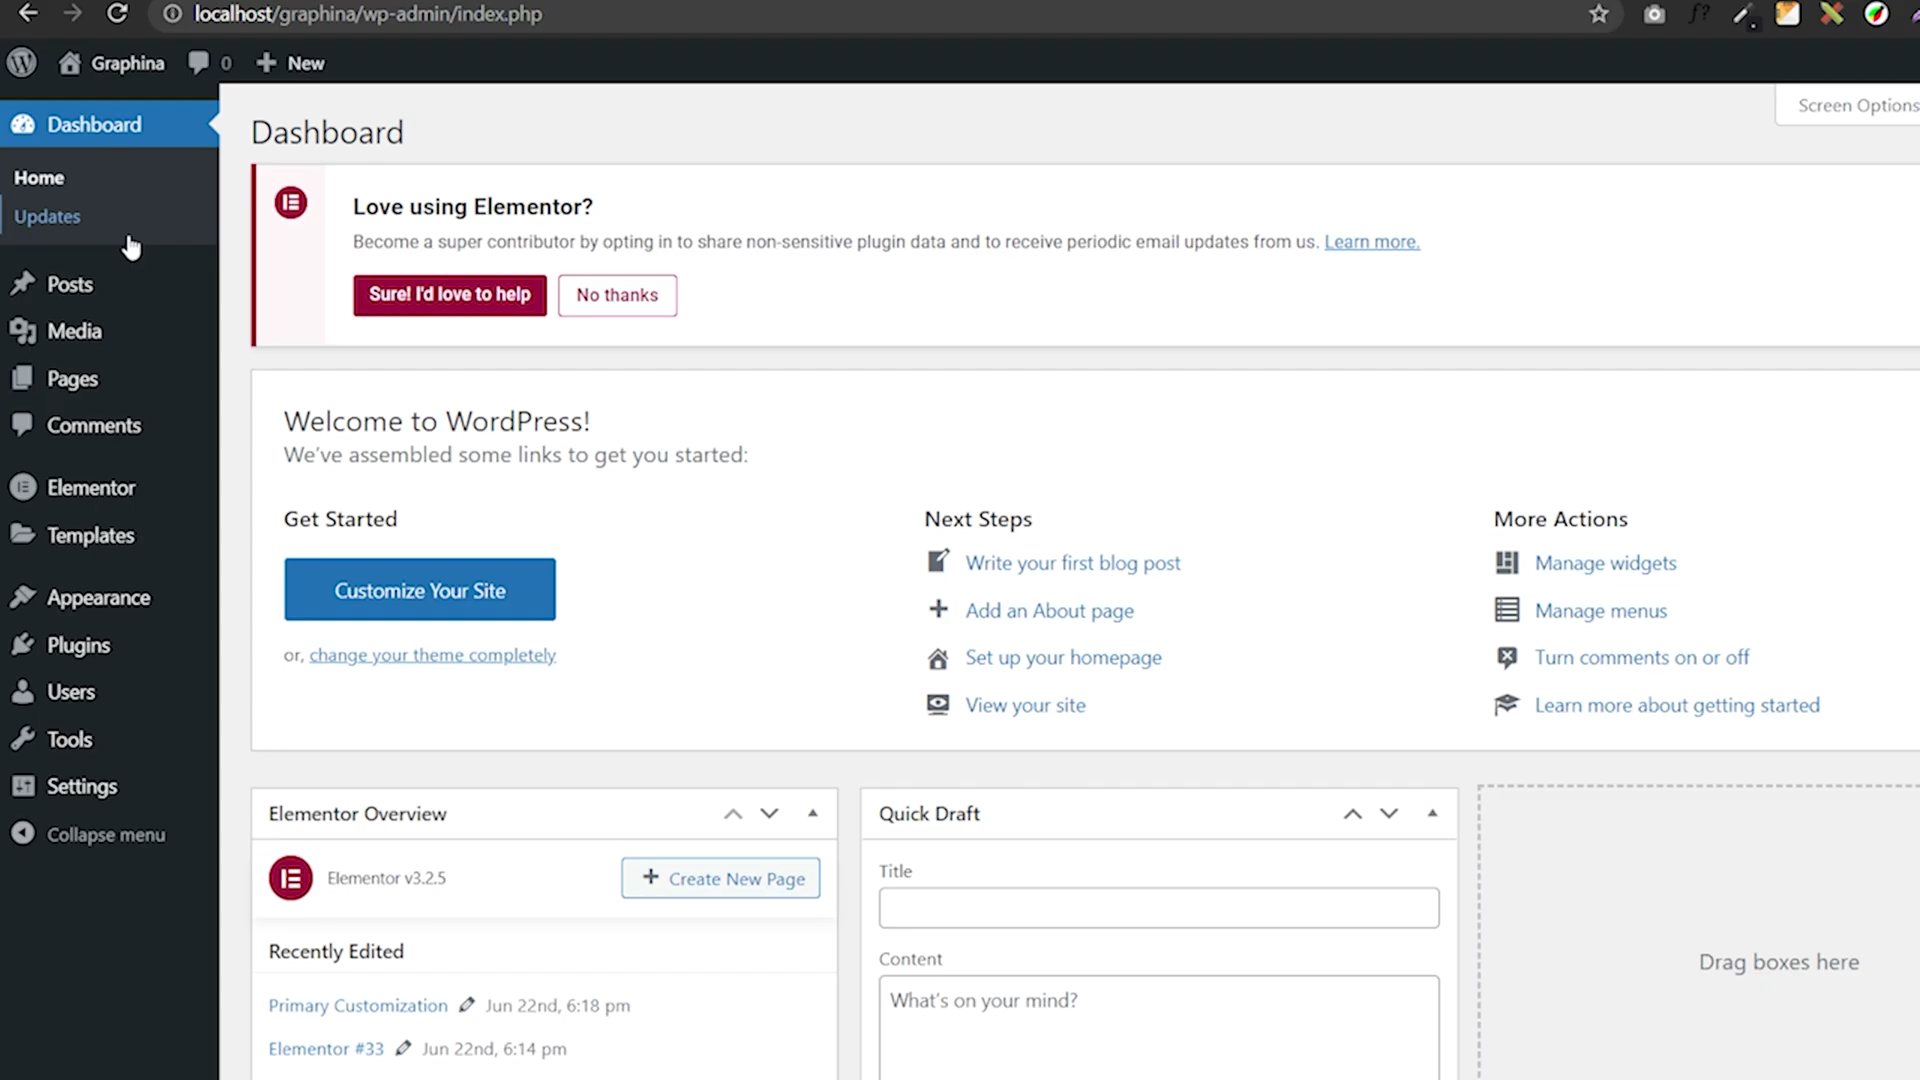 localhost/graphina/wp-admin/index.php
f?
Graphina 0 New
Dashboard
Home
Updates
Posts
Media
Pages
Comments
Elementor
Templates
Appearance
Plugins
Users
Tools
Settings
Collapse menu
Screen Options
Dashboard
Love using Elementor?
Become a super contributor by opting in to share non-sensitive plugin data and to receive periodic email updates from us. Learn more.
Sure! I'd love to help No thanks
Welcome to WordPress!
We've assembled some links to get you started:
Get Started
Customize Your Site
or, change your theme completely
Next Steps
Write your first blog post
Add an About page
Set up your homepage
View your site
More Actions
Manage widgets
Manage menus
Turn comments on or off
Learn more about getting started
Elementor Overview
Elementor v3.2.5 Create New Page
Recently Edited
Primary Customization Jun 22nd, 6:18 pm
Elementor #33 Jun 22nd, 6:14 pm
Quick Draft
Title
Content
What's on your mind?
Drag boxes here